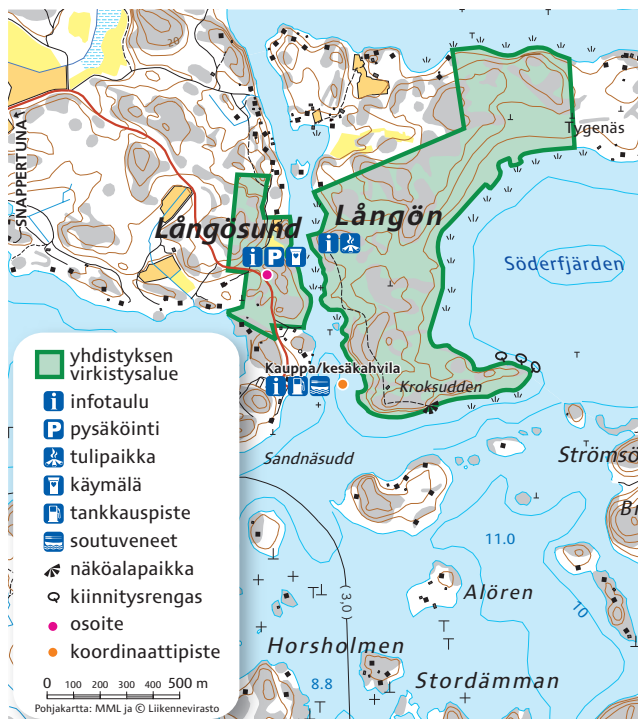 20
Tygenäs
SNAPPERTUNA
Långösund
Långön
Söderfjärden
Kauppa/kesäkahvila
Kroksudden
Sandnäsudd
Strömsö
11.0
10
Alören
(3.0)
Horsholmen
8.8
Stordämman
yhdistyksen
virkistysalue
infotaulu
P pysäköinti
tulipaikka
käymälä
tankkauspiste
soutuveneet
näköalapaikka
kiinnitysrengas
osoite
koordinaattipiste
0 100 200 300 400 500 m
Pohjakartta: MML ja © Liikennevirasto